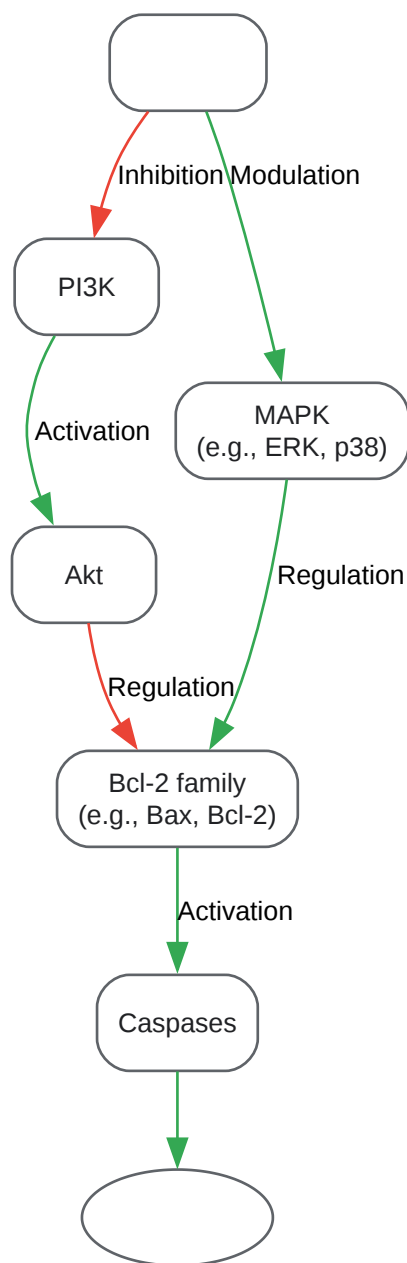 Inhibition
Modulation
PI3K
Activation
MAPK
(e.g., ERK, p38)
Akt
Regulation
Regulation
Bcl-2 family
(e.g., Bax, Bcl-2)
Activation
Caspases